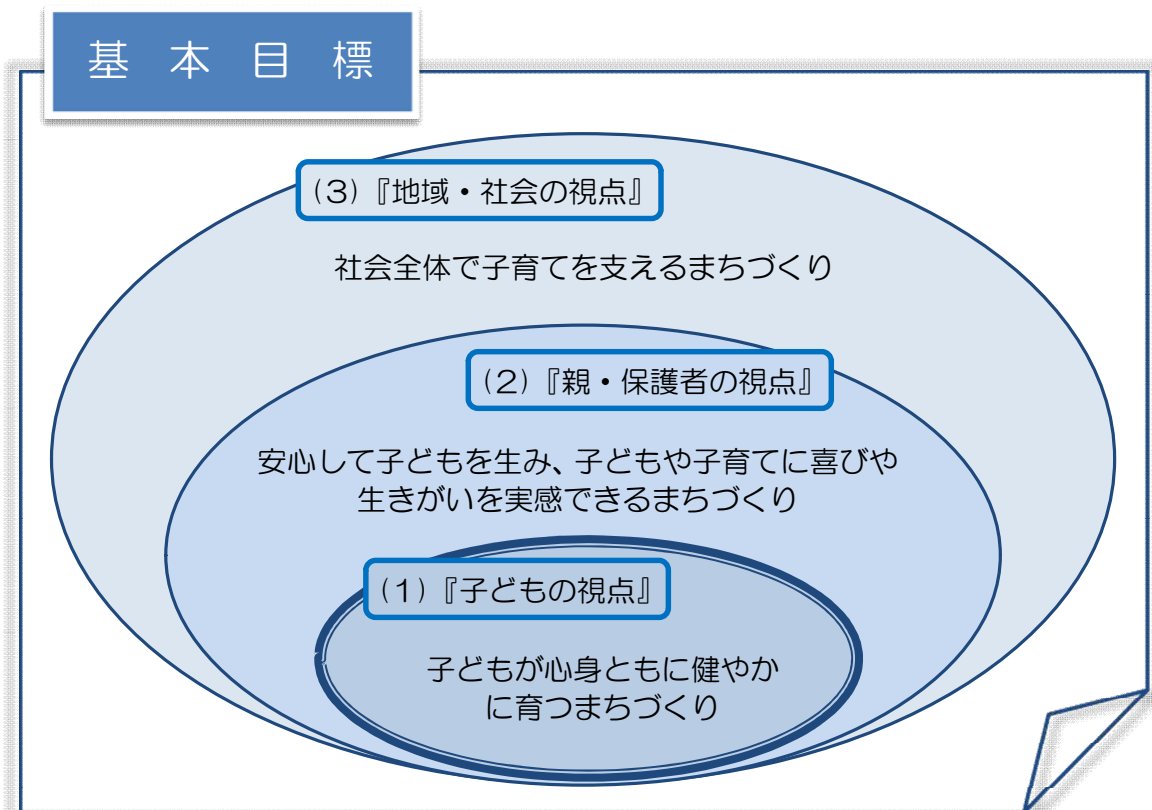 基本目標
(3)『地域・社会の視点』
社会全体で子育てを支えるまちづくり
(2)『親・保護者の視点』
安心して子どもを生み、子どもや子育てに喜びや
生きがいを実感できるまちづくり
(1)『子どもの視点』
子どもが心身ともに健やか
に育つまちづくり